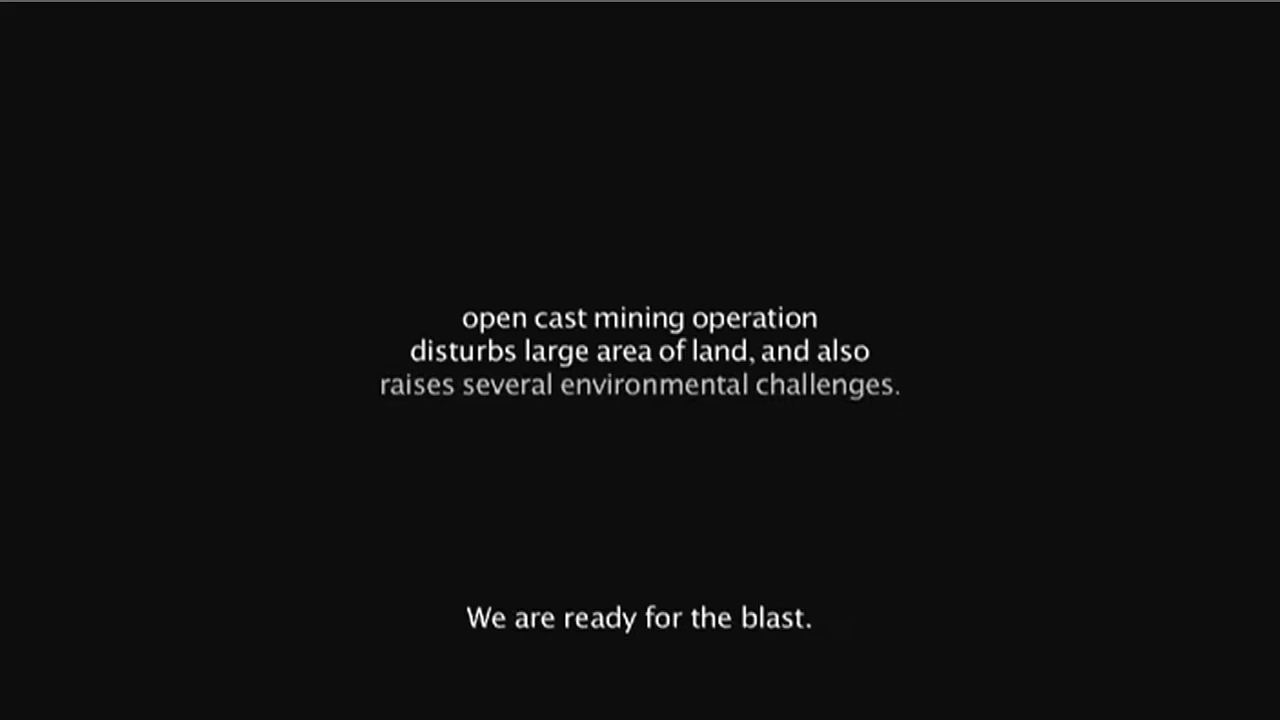 open cast mining operation
disturbs large area of land, and also
raises several environmental challenges.
We are ready for the blast.